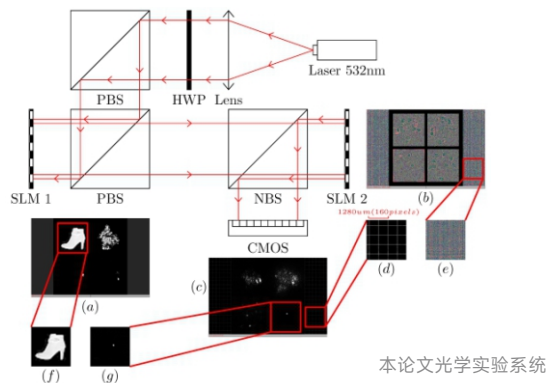 Laser 532nm
PBS
HWP
Lens
SLM 1
PBS
NBS
SLM 2
CMOS
(b)
1280um(160pixels)
(d)
(e)
(c)
(a)
(f)
(g)
本论文光学实验系统